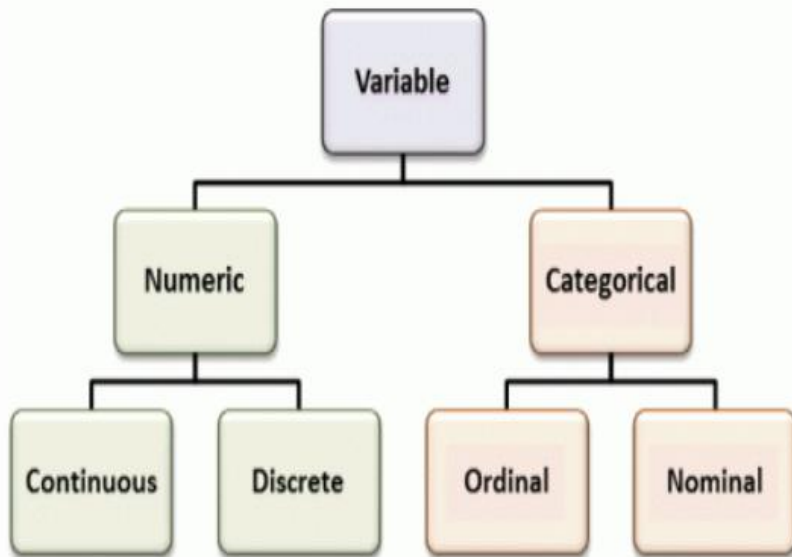 Variable
Numeric
Categorical
Continuous
Discrete
Ordinal
Nominal